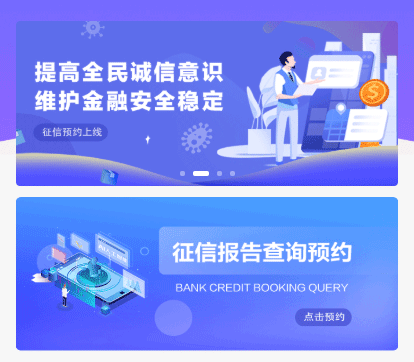 提高全民诚信意识
维护金融安全稳定
征信预约上线
征信报告查询预约
BANK CREDIT BOOKING QUERY
点击预约